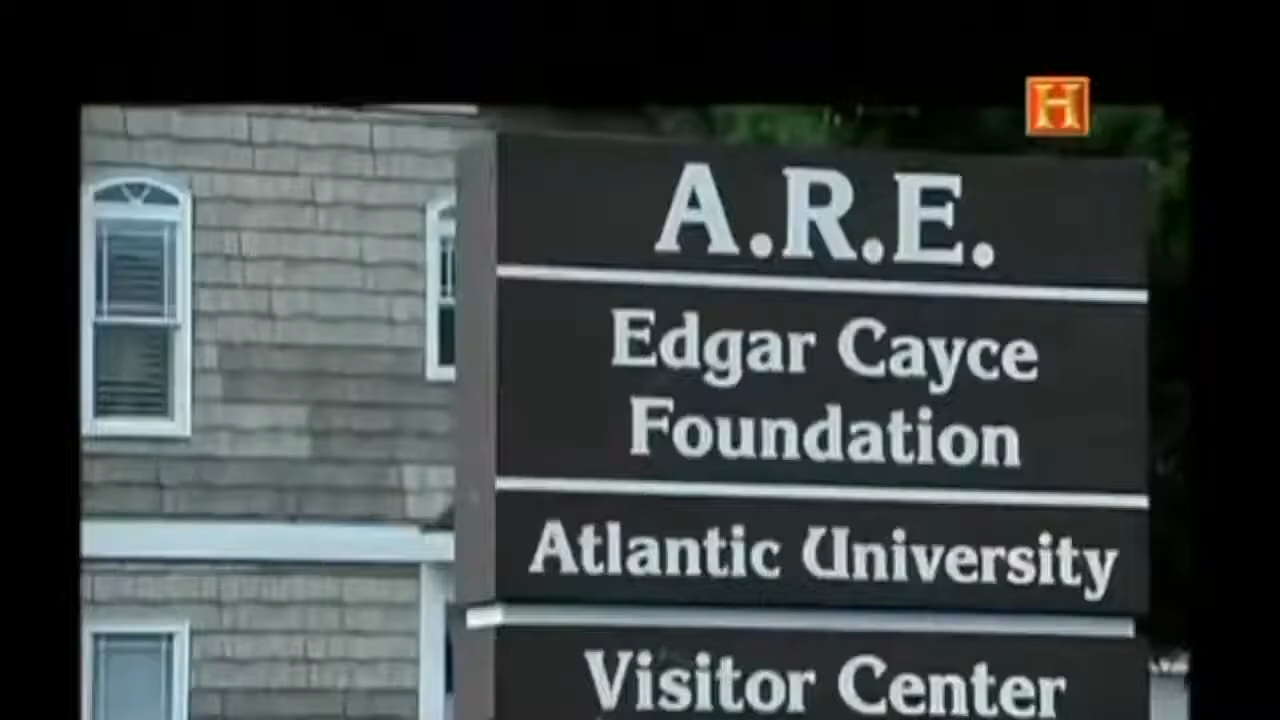 H
A.R.E.
Edgar Cayce
Foundation
Atlantic University
Visitor Center